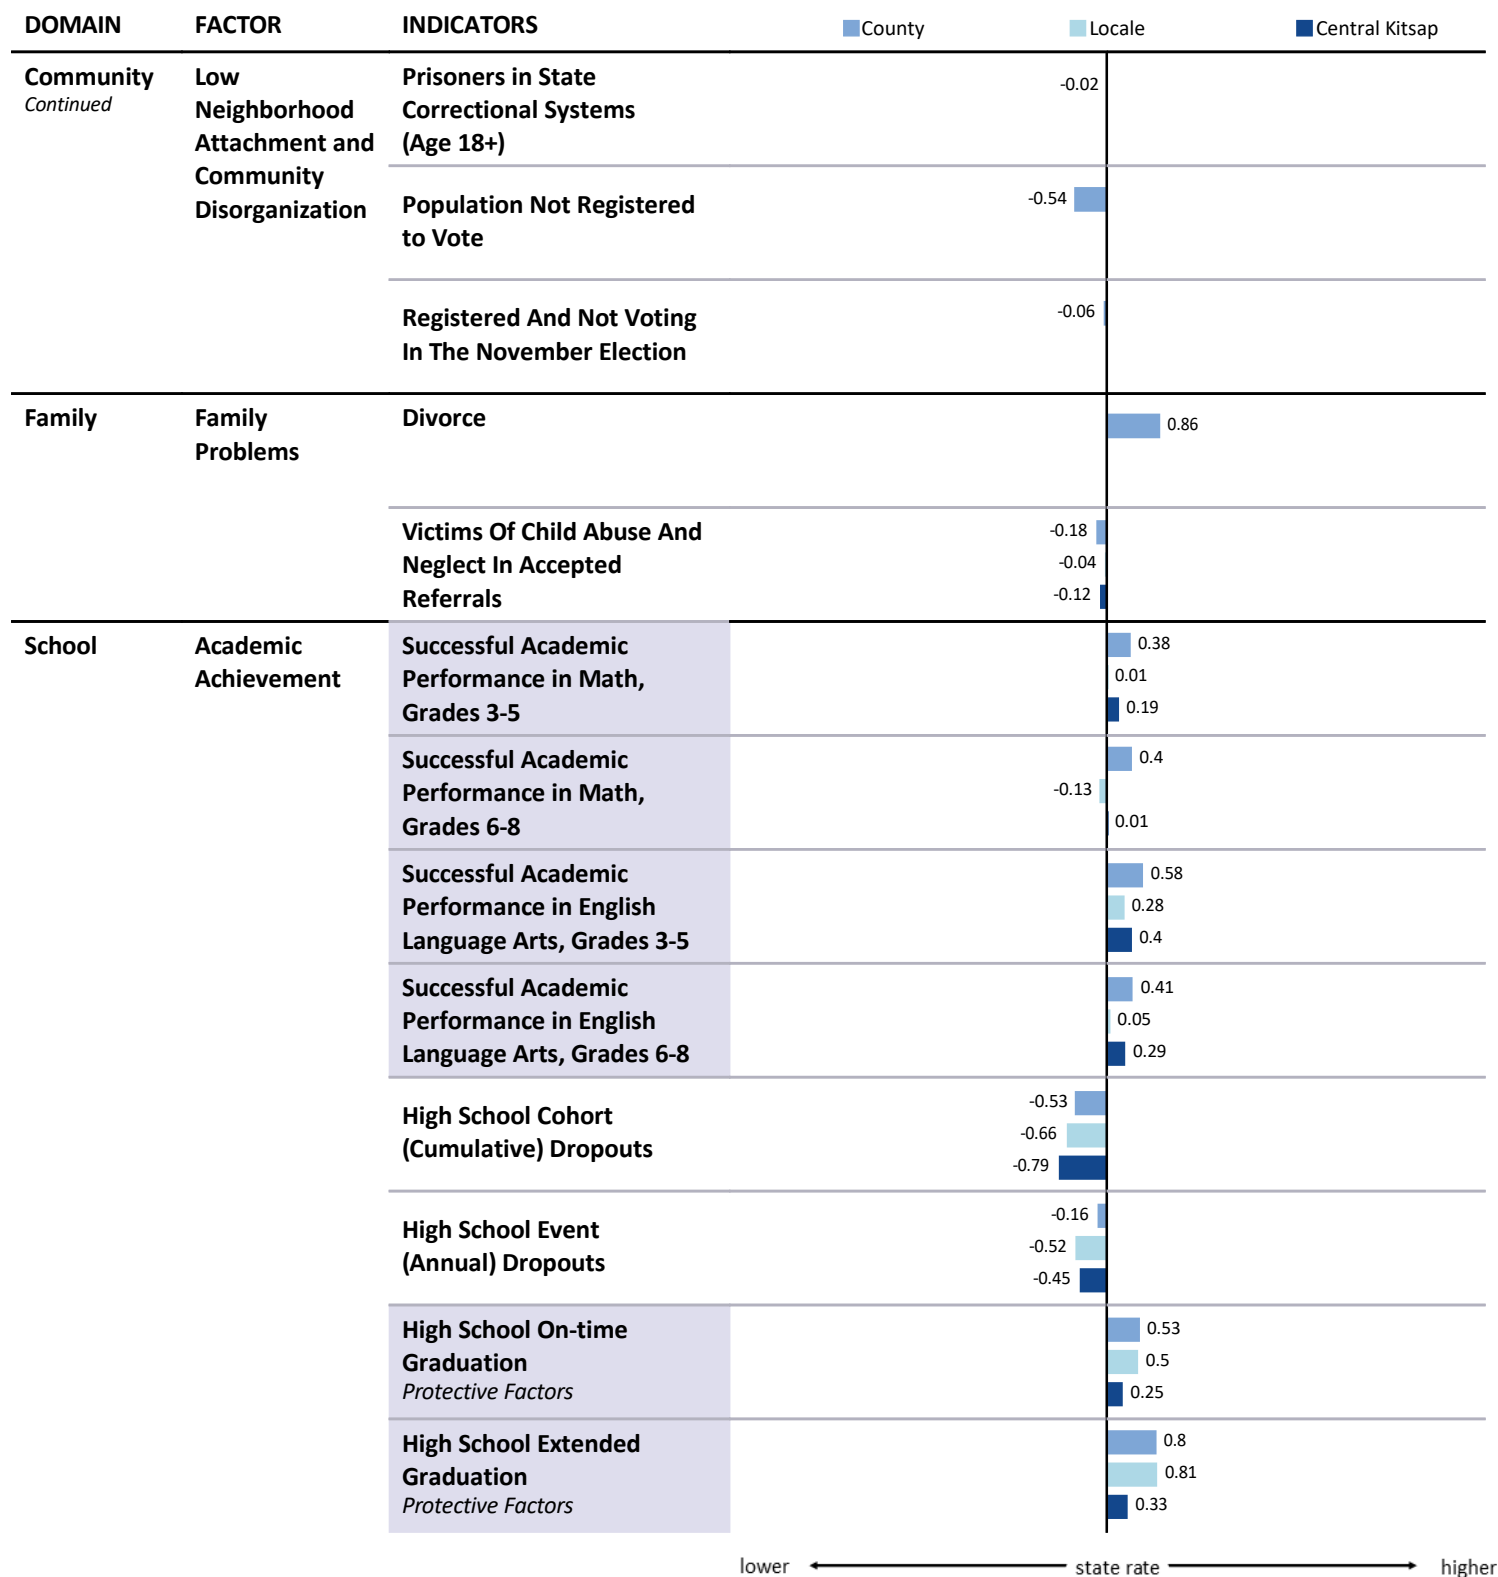 DOMAIN FACTOR INDICATORS County Locale Central Kitsap
Community
Continued
Low
Neighborhood
Attachment and
Community
Disorganization
Prisoners in State
Correctional Systems
(Age 18+)
-0.02
Population Not Registered
to Vote
-0.54
Registered And Not Voting
In The November Election
-0.06
Family
Family
Problems
Divorce
0.86
Victims Of Child Abuse And
Neglect In Accepted
Referrals
-0.18
-0.04
-0.12
School
Academic
Achievement
Successful Academic
Performance in Math,
Grades 3-5
0.38
0.01
0.19
Successful Academic
Performance in Math,
Grades 6-8
0.4
-0.13
0.01
Successful Academic
Performance in English
Language Arts, Grades 3-5
0.58
0.28
0.4
Successful Academic
Performance in English
Language Arts, Grades 6-8
0.41
0.05
0.29
High School Cohort
(Cumulative) Dropouts
-0.53
-0.66
-0.79
High School Event
(Annual) Dropouts
-0.16
-0.52
-0.45
High School On-time
Graduation
Protective Factors
0.53
0.5
0.25
High School Extended
Graduation
Protective Factors
0.8
0.81
0.33
lower state rate higher